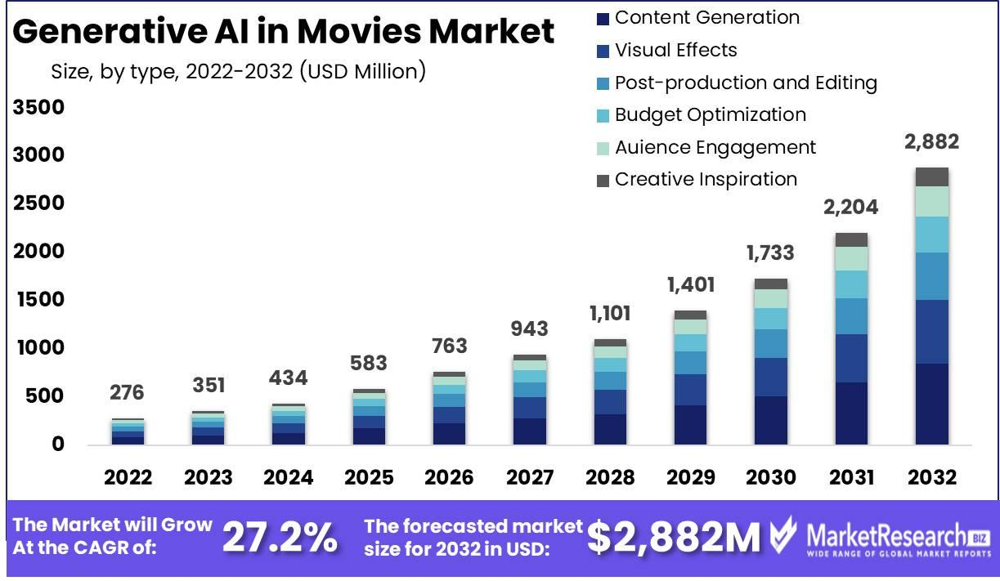 Generative AI in Movies Market
Size, by type, 2022-2032 (USD Million)
Content Generation
Visual Effects
Post-production and Editing
Budget Optimization
Auience Engagement
Creative Inspiration
3500
3000
2500
2000
1500
1000
500
0
276
351
434
583
763
943
1,101
1,401
1,733
2,204
2,882
2022
2023
2024
2025
2026
2027
2028
2029
2030
2031
2032
The Market will Grow
At the CAGR of:
27.2%
The forecasted market
size for 2032 in USD:
$2,882M
MarketResearch BIZ
WIDE RANGE OF GLOBAL MARKET REPORTS